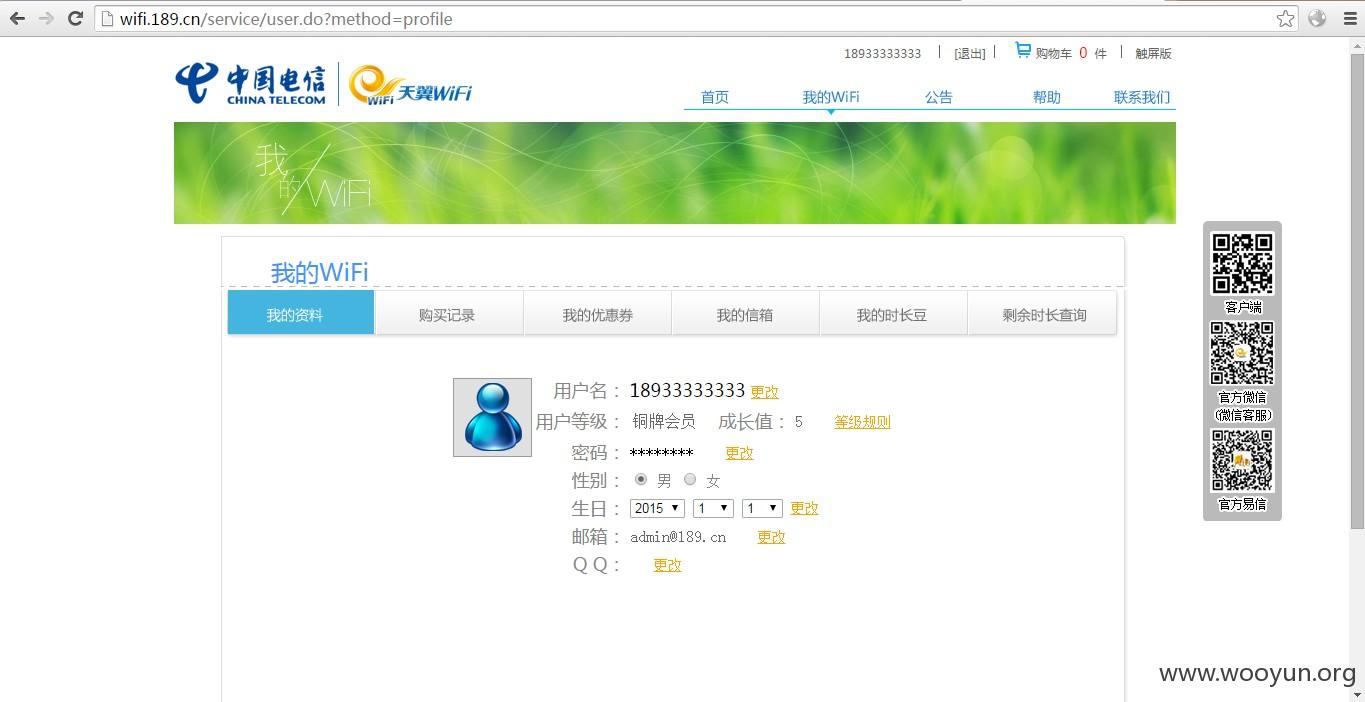 wifi.189.cn/service/user.do?method=profile
18933333333 [退出] 购物车 0 件 触屏版
中国电信 CHINA TELECOM 天翼WiFi
首页 我的WiFi 公告 帮助 联系我们
我的WiFi
我的WiFi
我的资料 购买记录 我的优惠券 我的信箱 我的时长豆 剩余时长查询
用户名: 18933333333 更改
用户等级: 铜牌会员 成长值: 5 等级规则
密码: ******** 更改
性别: 男 女
生日: 2015 1 1 更改
邮箱: admin@189.cn 更改
Q Q: 更改
客户端
官方微信
(微信客服)
官方易信
www.wooyun.org